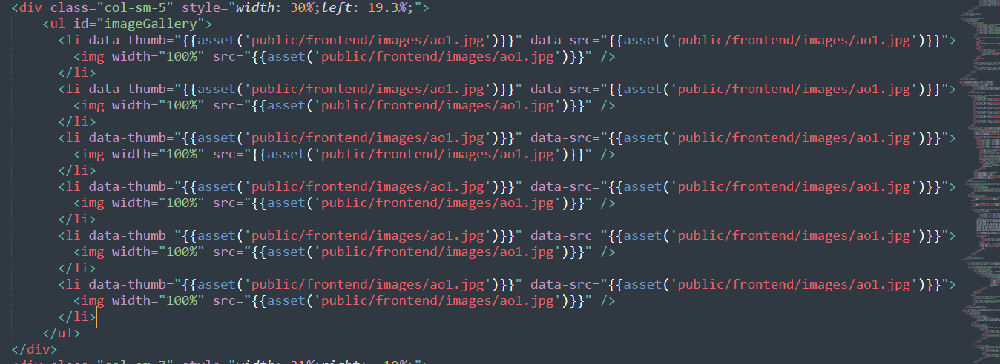 <div class="col-sm-5" style="width: 30%;left: 19.3%;">
<ul id="imageGallery">
<li data-thumb="{{asset('public/frontend/images/ao1.jpg')}}" data-src="{{asset('public/frontend/images/ao1.jpg')}}">
<img width="100%" src="{{asset('public/frontend/images/ao1.jpg')}}" />
</li>
<li data-thumb="{{asset('public/frontend/images/ao1.jpg')}}" data-src="{{asset('public/frontend/images/ao1.jpg')}}">
<img width="100%" src="{{asset('public/frontend/images/ao1.jpg')}}" />
</li>
<li data-thumb="{{asset('public/frontend/images/ao1.jpg')}}" data-src="{{asset('public/frontend/images/ao1.jpg')}}">
<img width="100%" src="{{asset('public/frontend/images/ao1.jpg')}}" />
</li>
<li data-thumb="{{asset('public/frontend/images/ao1.jpg')}}" data-src="{{asset('public/frontend/images/ao1.jpg')}}">
<img width="100%" src="{{asset('public/frontend/images/ao1.jpg')}}" />
</li>
<li data-thumb="{{asset('public/frontend/images/ao1.jpg')}}" data-src="{{asset('public/frontend/images/ao1.jpg')}}">
<img width="100%" src="{{asset('public/frontend/images/ao1.jpg')}}" />
</li>
<li data-thumb="{{asset('public/frontend/images/ao1.jpg')}}" data-src="{{asset('public/frontend/images/ao1.jpg')}}">
<img width="100%" src="{{asset('public/frontend/images/ao1.jpg')}}" />
</li>
</ul>
</div>